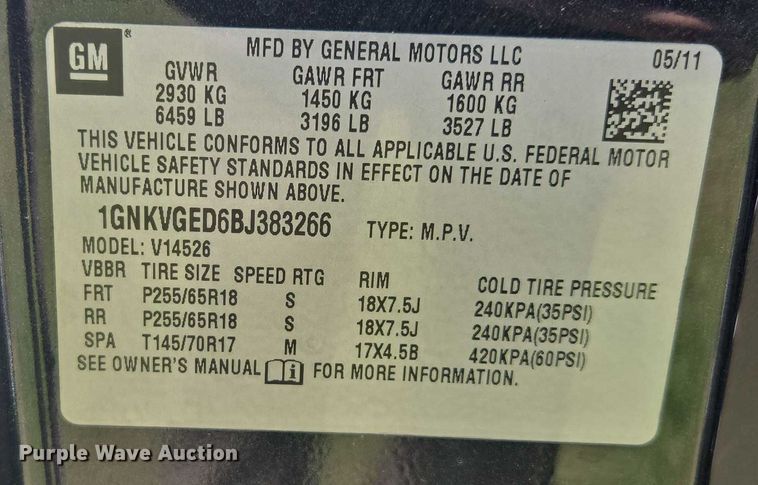 GM ®
MFD BY GENERAL MOTORS LLC 05/11
GVWR GAWR FRT GAWR RR
2930 KG 1450 KG 1600 KG
6459 LB 3196 LB 3527 LB
THIS VEHICLE CONFORMS TO ALL APPLICABLE U.S. FEDERAL MOTOR
VEHICLE SAFETY STANDARDS IN EFFECT ON THE DATE OF
MANUFACTURE SHOWN ABOVE.
1GNKVGED6BJ383266 TYPE: M.P.V.
MODEL: V14526
VBBR TIRE SIZE SPEED RTG RIM COLD TIRE PRESSURE
FRT P255/65R18 S 18X7.5J 240KPA(35PSI)
RR P255/65R18 S 18X7.5J 240KPA(35PSI)
SPA T145/70R17 M 17X4.5B 420KPA(60PSI)
SEE OWNER'S MANUAL i FOR MORE INFORMATION.
Purple Wave Auction